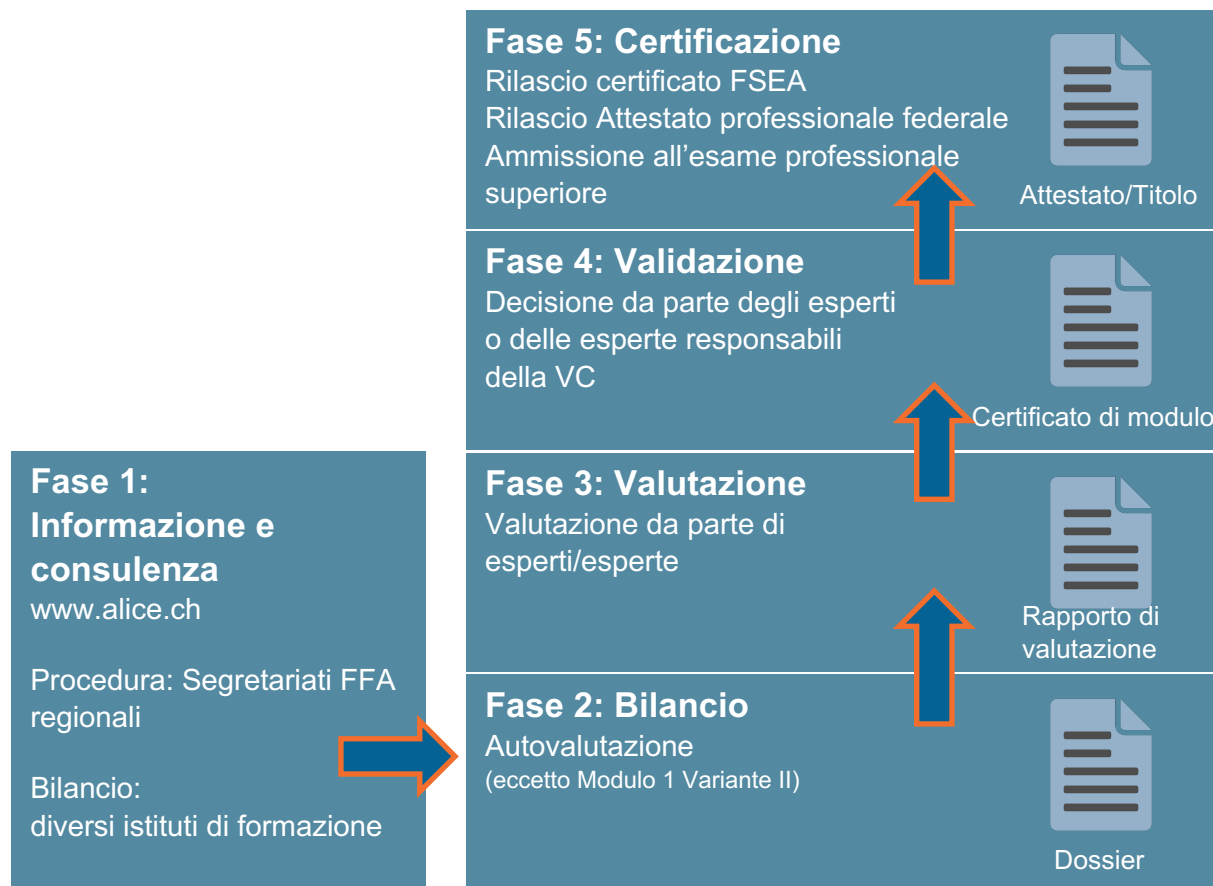 Fase 5: Certificazione
Rilascio certificato FSEA
Rilascio Attestato professionale federale
Ammissione all’esame professionale
superiore
Attestato/Titolo
Fase 4: Validazione
Decisione da parte degli esperti
o delle esperte responsabili
della VC
Certificato di modulo
Fase 1:
Informazione e
consulenza
www.alice.ch
Procedura: Segretariati FFA
regionali
Bilancio:
diversi istituti di formazione
Fase 3: Valutazione
Valutazione da parte di
esperti/esperte
Rapporto di
valutazione
Fase 2: Bilancio
Autovalutazione
(eccetto Modulo 1 Variante II)
Dossier